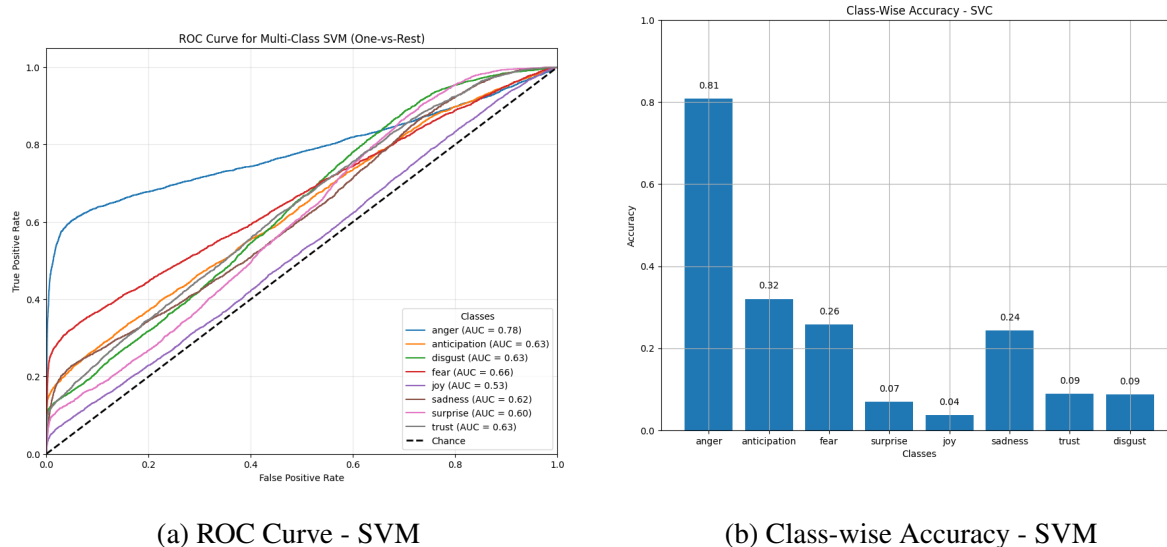 ROC Curve for Multi-Class SVM (One-vs-Rest)
True Positive Rate
1.0
0.8
0.6
0.4
0.2
0.0
0.0 0.2 0.4 0.6 0.8 1.0
False Positive Rate
Classes
anger (AUC = 0.78)
anticipation (AUC = 0.63)
disgust (AUC = 0.63)
fear (AUC = 0.66)
joy (AUC = 0.53)
sadness (AUC = 0.62)
surprise (AUC = 0.60)
trust (AUC = 0.63)
Chance
(a) ROC Curve - SVM
Class-Wise Accuracy - SVC
Accuracy
1.0
0.8
0.6
0.4
0.2
0.0
0.81 0.32 0.26 0.07 0.04 0.24 0.09 0.09
anger anticipation fear surprise joy sadness trust disgust
Classes
(b) Class-wise Accuracy - SVM